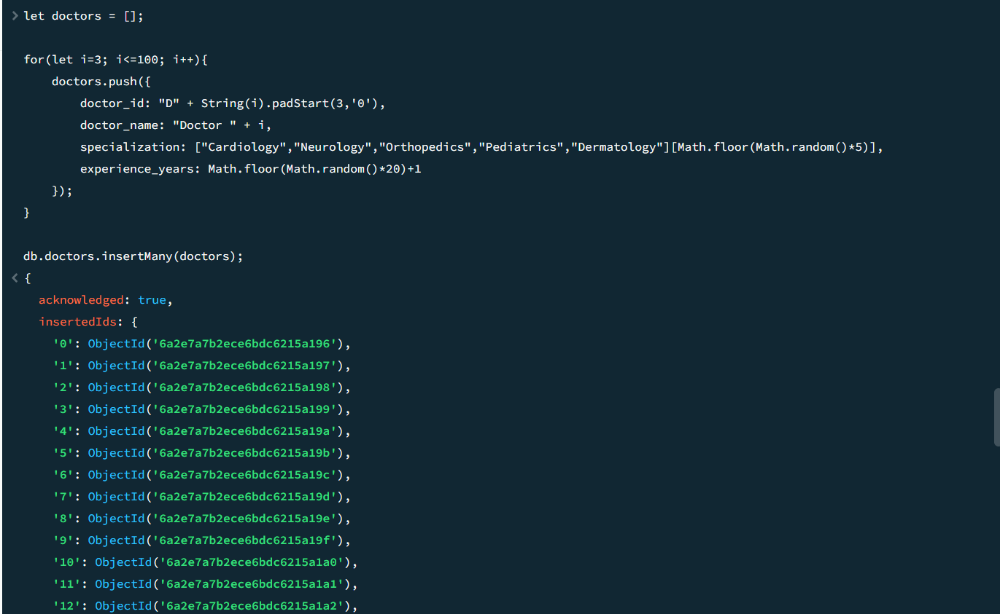 let doctors = [];
for(let i=3; i<=100; i++){
doctors.push({
doctor_id: "D" + String(i).padStart(3,'0'),
doctor_name: "Doctor " + i,
specialization: ["Cardiology","Neurology","Orthopedics","Pediatrics","Dermatology"][Math.floor(Math.random()*5)],
experience_years: Math.floor(Math.random()*20)+1
});
}
db.doctors.insertMany(doctors);
{
acknowledged: true,
insertedIds: {
'0': ObjectId('6a2e7a7b2ece6bdc6215a196'),
'1': ObjectId('6a2e7a7b2ece6bdc6215a197'),
'2': ObjectId('6a2e7a7b2ece6bdc6215a198'),
'3': ObjectId('6a2e7a7b2ece6bdc6215a199'),
'4': ObjectId('6a2e7a7b2ece6bdc6215a19a'),
'5': ObjectId('6a2e7a7b2ece6bdc6215a19b'),
'6': ObjectId('6a2e7a7b2ece6bdc6215a19c'),
'7': ObjectId('6a2e7a7b2ece6bdc6215a19d'),
'8': ObjectId('6a2e7a7b2ece6bdc6215a19e'),
'9': ObjectId('6a2e7a7b2ece6bdc6215a19f'),
'10': ObjectId('6a2e7a7b2ece6bdc6215a1a0'),
'11': ObjectId('6a2e7a7b2ece6bdc6215a1a1'),
'12': ObjectId('6a2e7a7b2ece6bdc6215a1a2'),